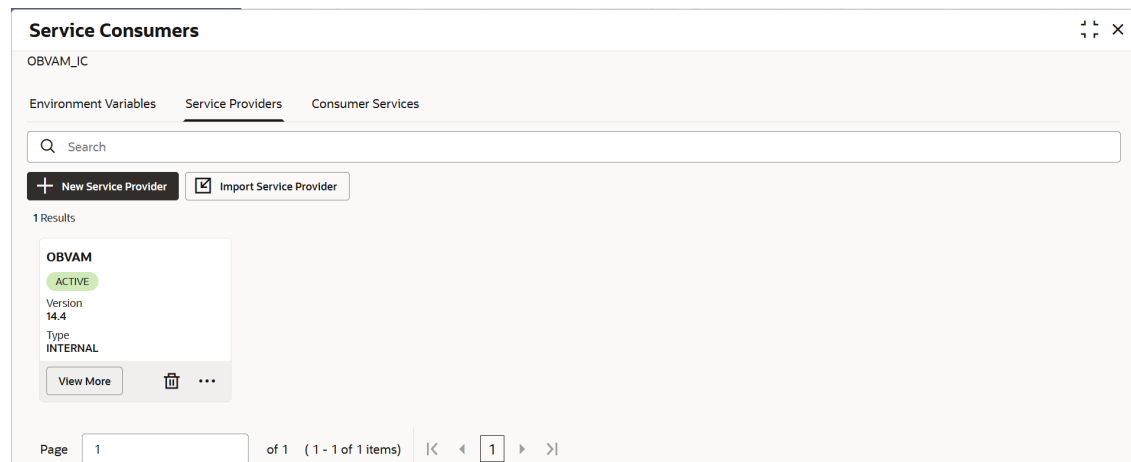 Service Consumers
OBVAM_IC
Environment Variables Service Providers Consumer Services
Search
New Service Provider Import Service Provider
1 Results
OBVAM
ACTIVE
Version
14.4
Type
INTERNAL
View More
Page 1 of 1 ( 1 - 1 of 1 items) 1